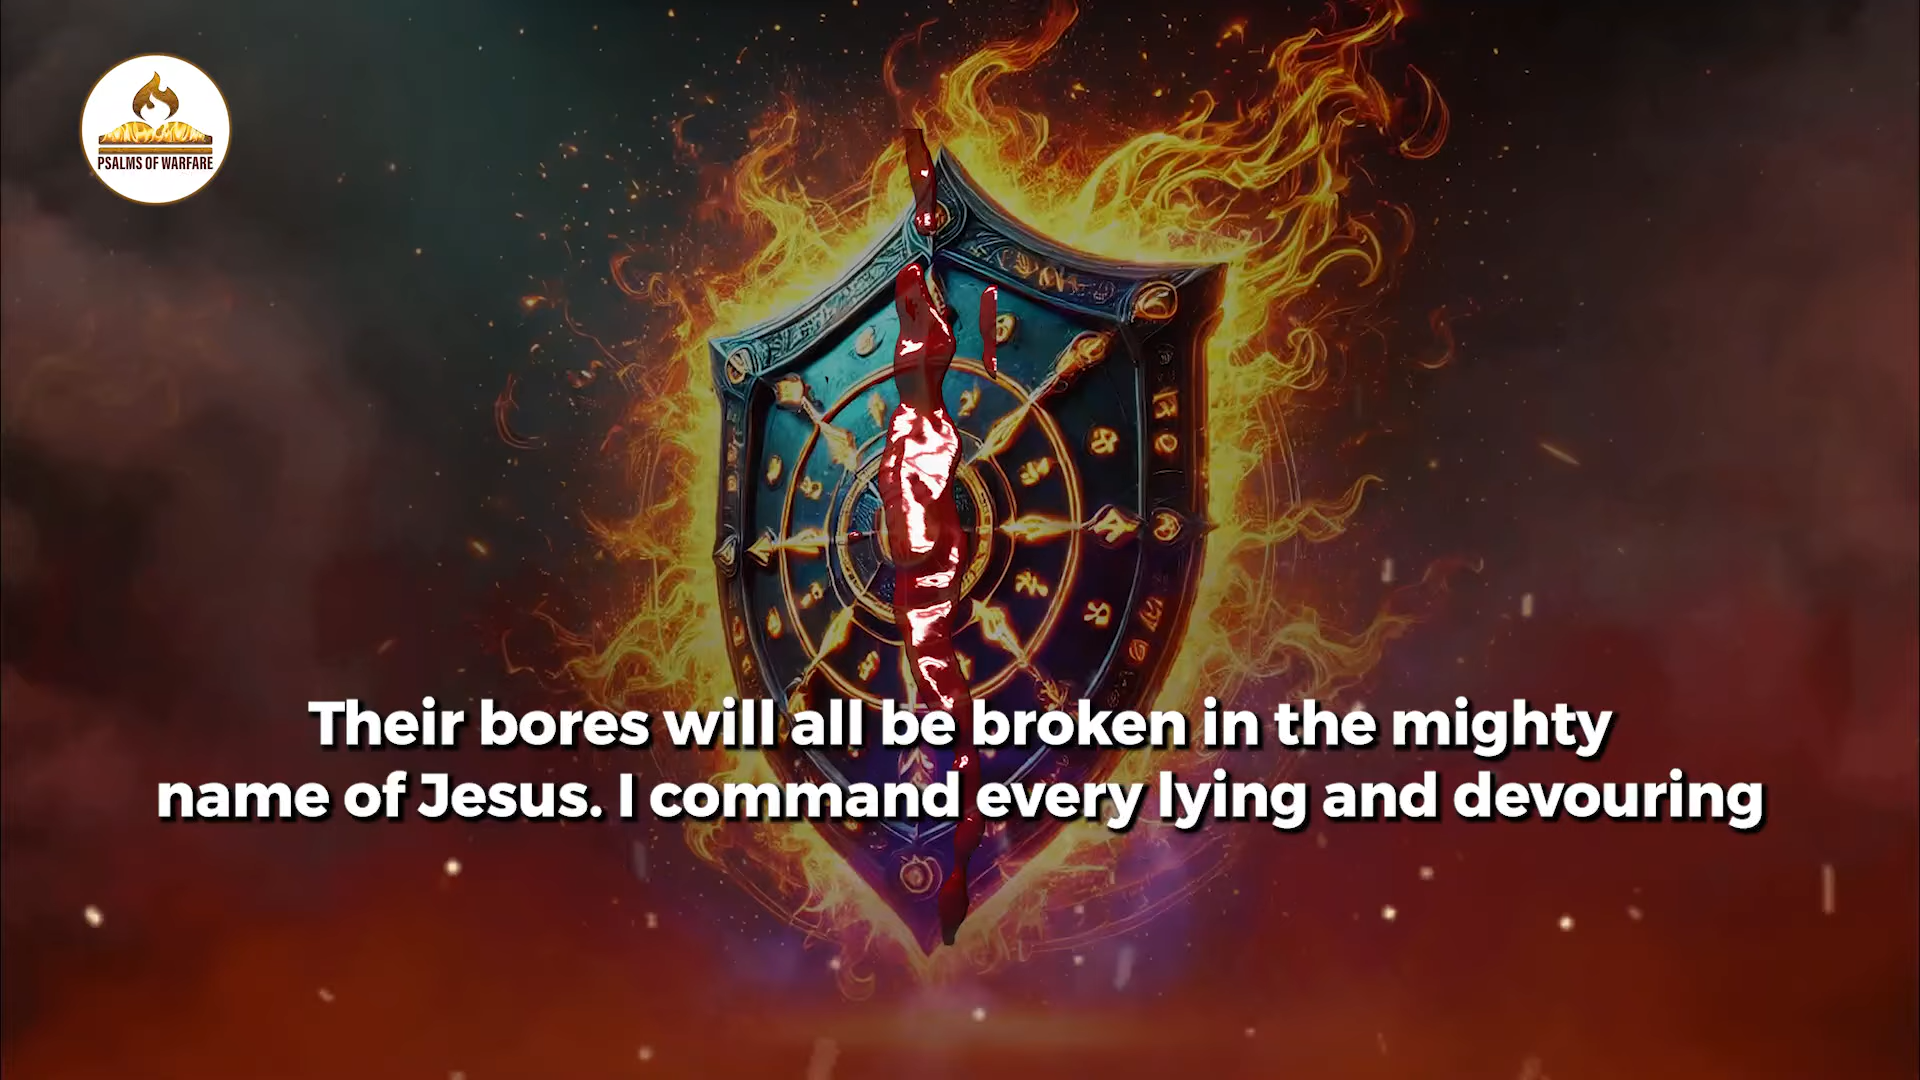 PSALMS OF WARFARE
Their bores will all be broken in the mighty
name of Jesus. I command every lying and devouring